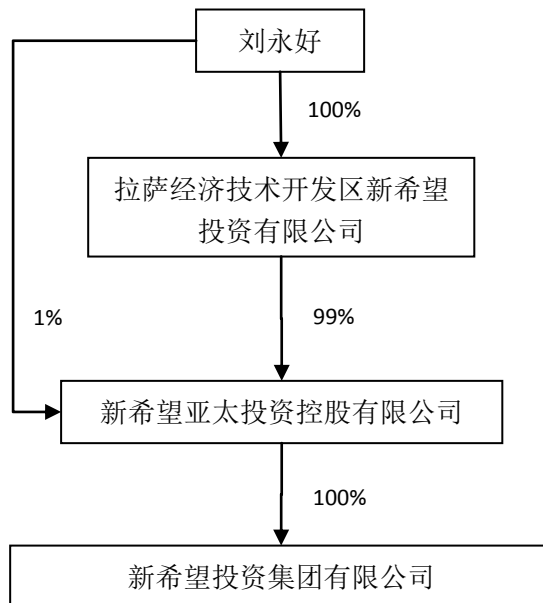 刘永好
100%
拉萨经济技术开发区新希望
投资有限公司
1%
99%
新希望亚太投资控股有限公司
100%
新希望投资集团有限公司